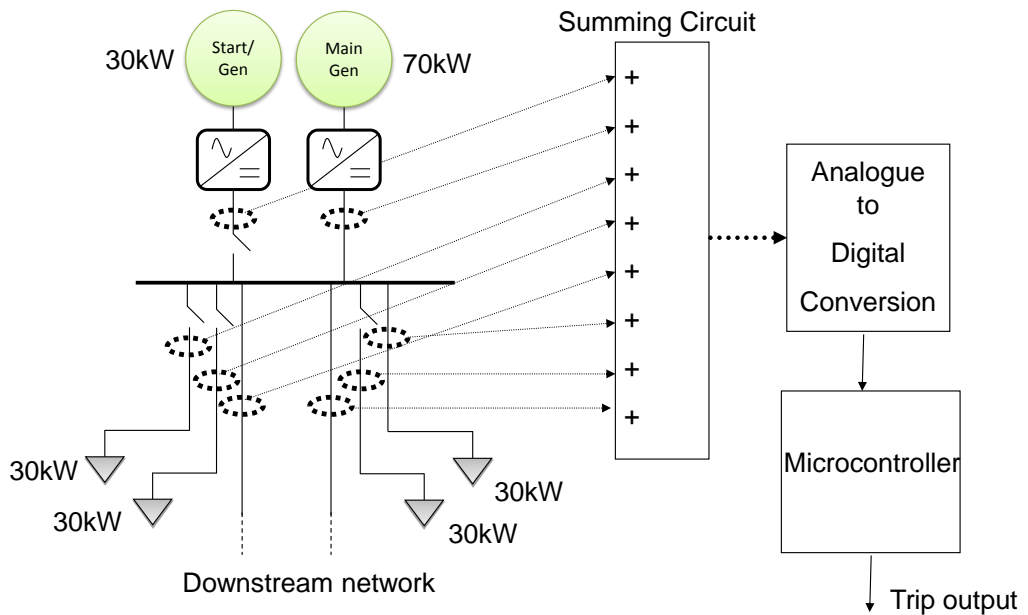 Summing Circuit
30kW
Start/
Gen
Main
Gen
70kW
+
+
+
+
+
+
+
+
Analogue
to
Digital
Conversion
Microcontroller
30kW
30kW
30kW
30kW
Downstream network
Trip output